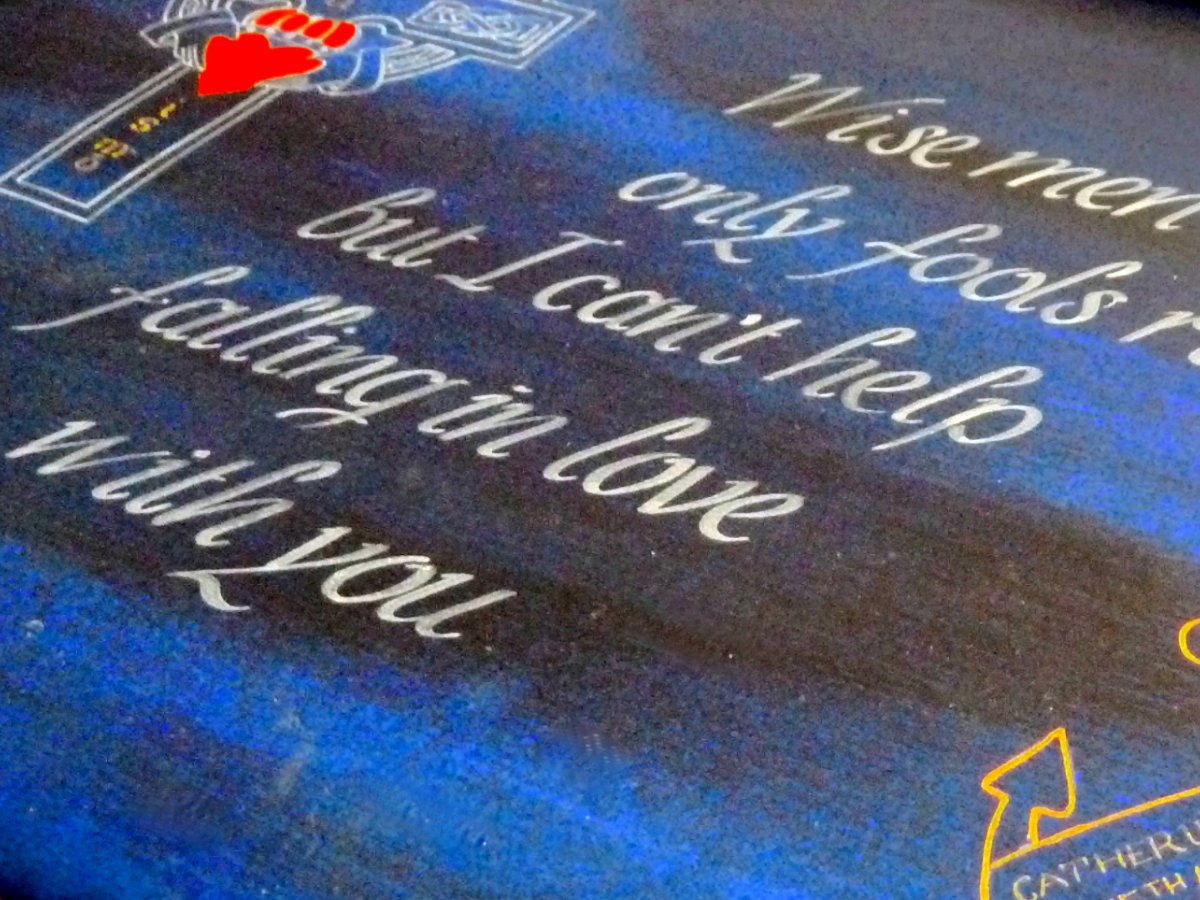 Wise men
only fools
but I can't help
falling in love
with you